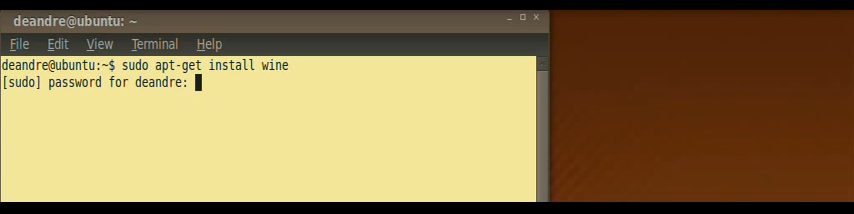 deandre@ubuntu: ~
File Edit View Terminal Help
deandre@ubuntu:~$ sudo apt-get install wine
[sudo] password for deandre: